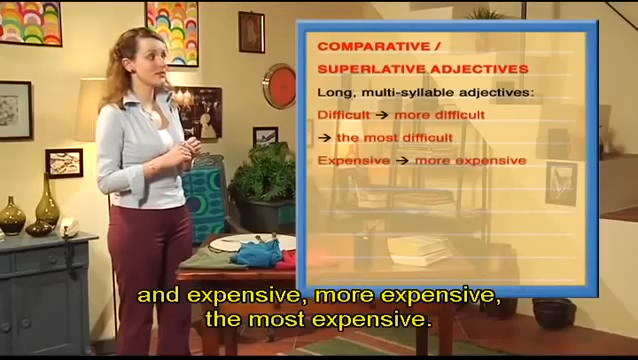 COMPARATIVE /
SUPERLATIVE ADJECTIVES
Long, multi-syllable adjectives:
Difficult → more difficult
→ the most difficult
Expensive → more expensive
and expensive, more expensive,
the most expensive.